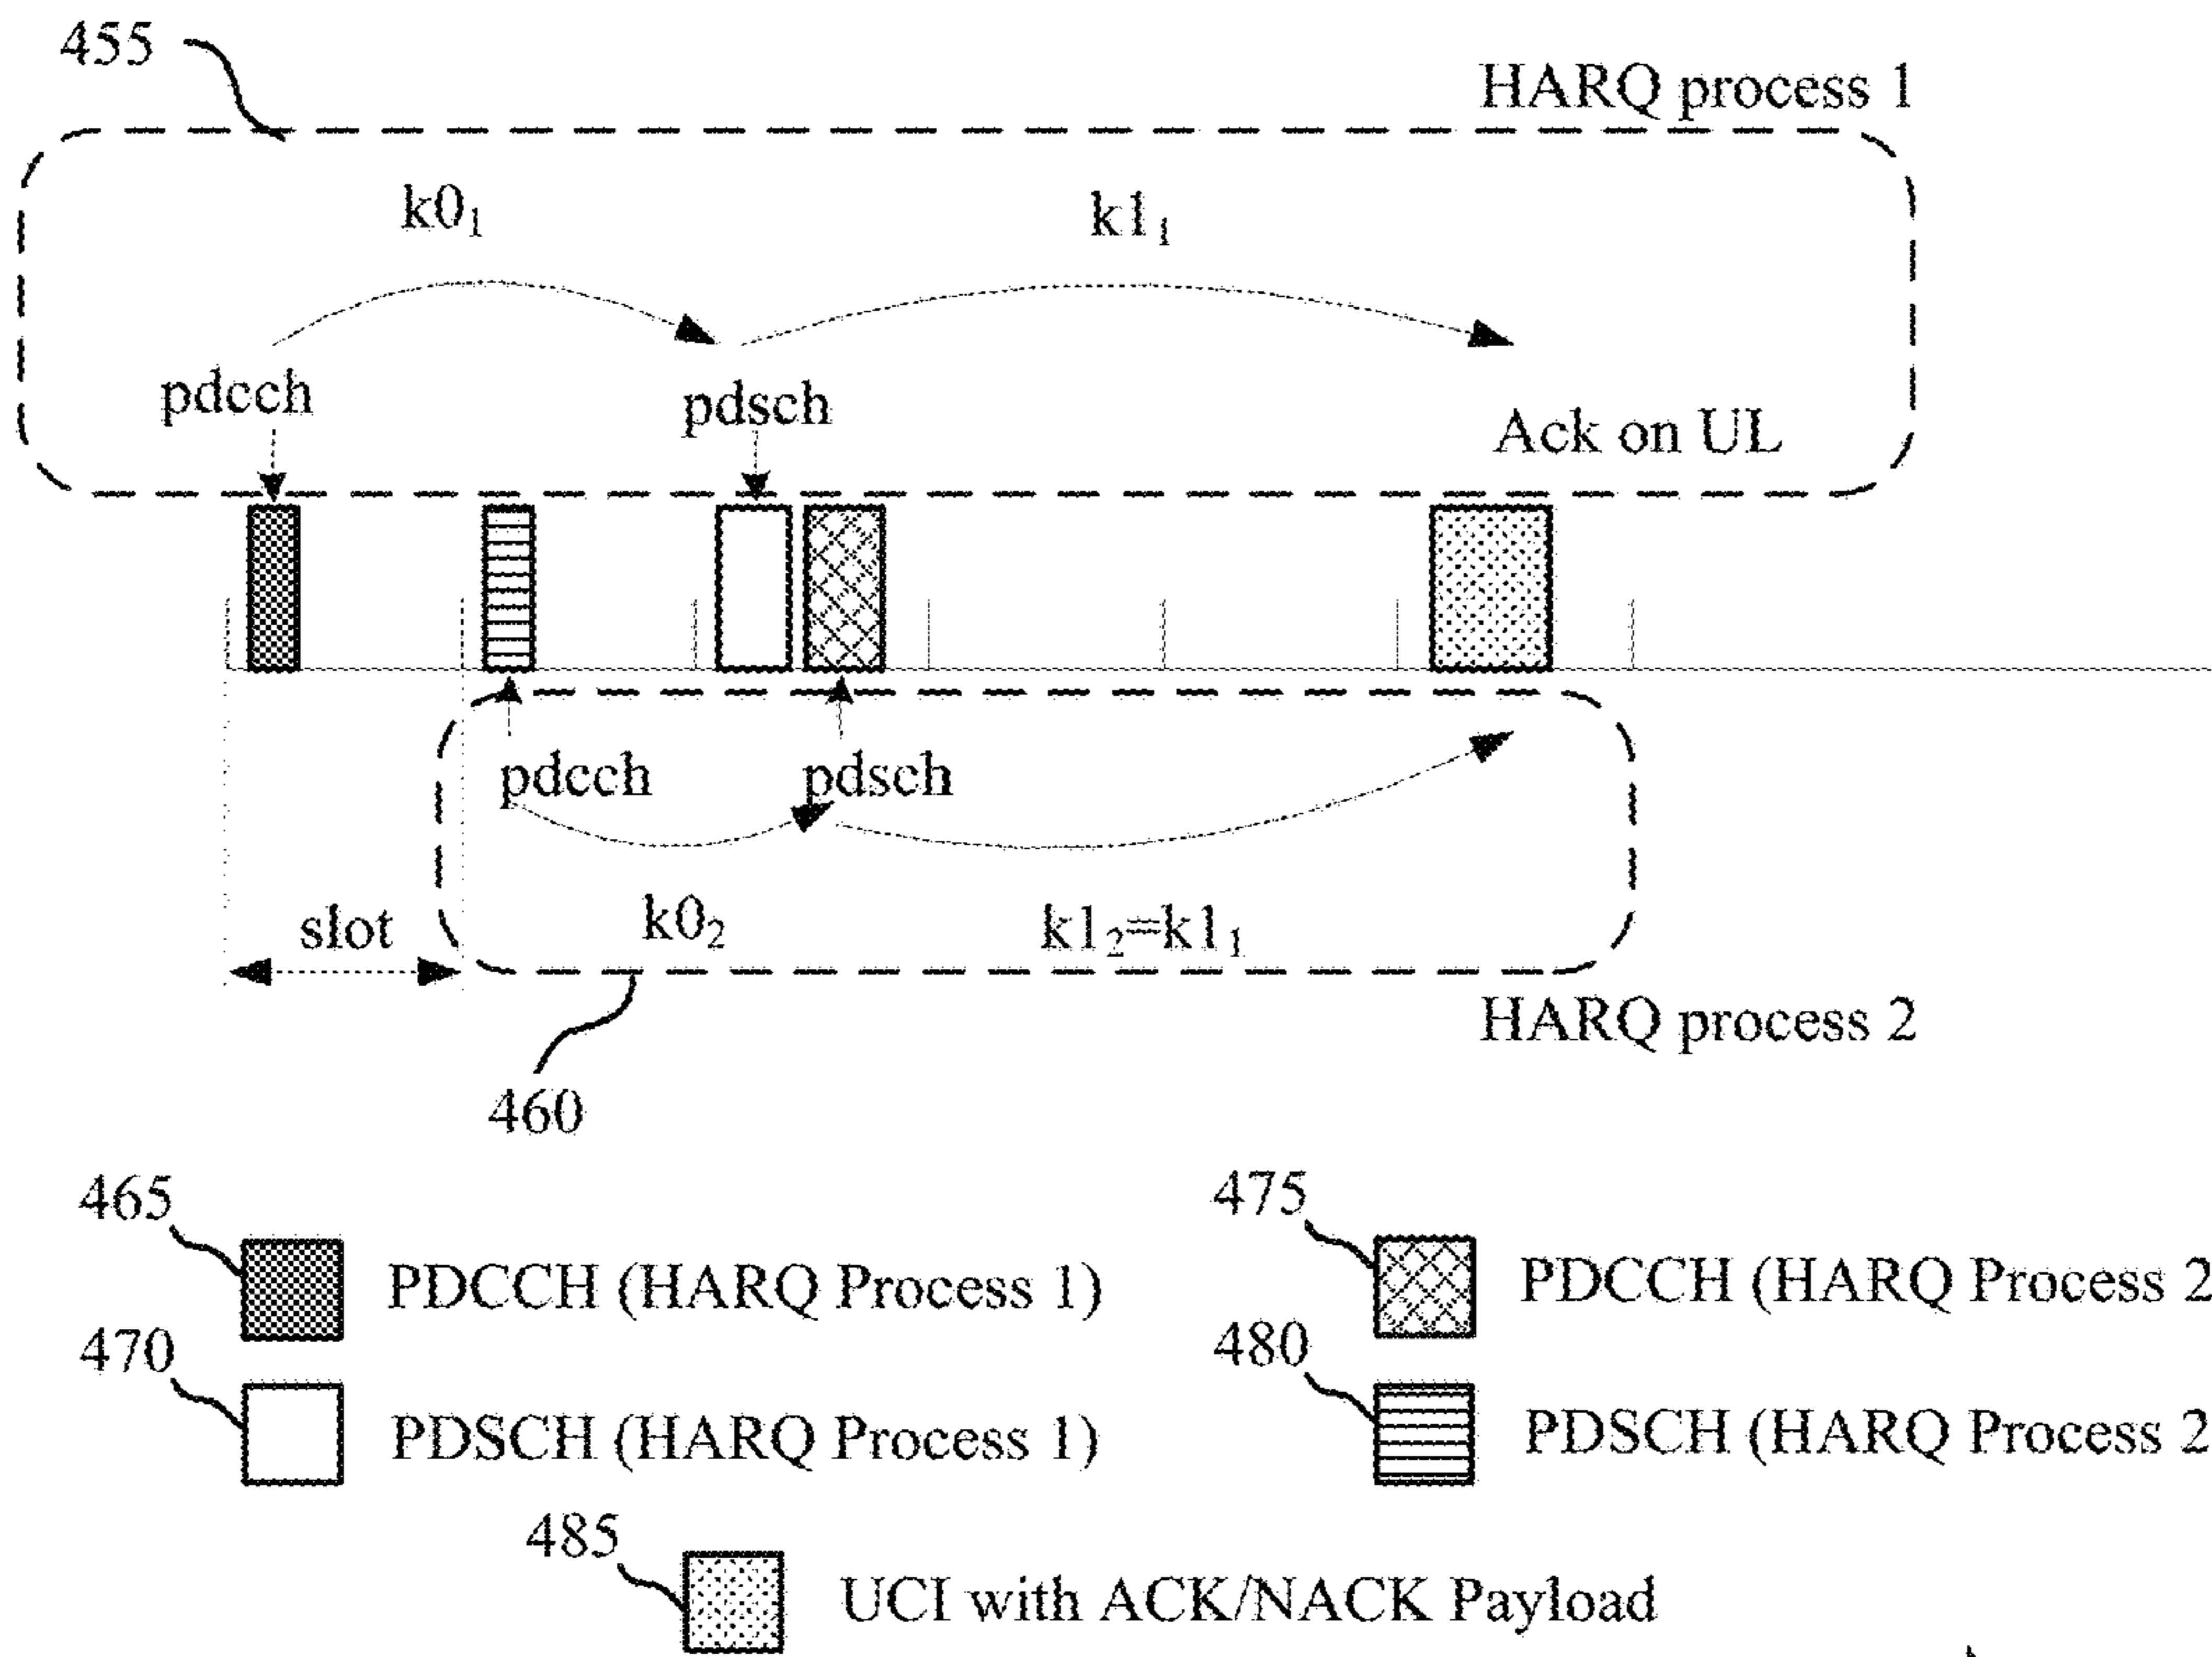 455
HARQ process 1
k0₁
k1₁
pdcch
pdsch
Ack on UL
pdcch
pdsch
slot
k0₂
k1₂=k1₁
HARQ process 2
460
465
PDCCH (HARQ Process 1)
475
PDCCH (HARQ Process 2
470
PDSCH (HARQ Process 1)
480
PDSCH (HARQ Process 2
485
UCI with ACK/NACK Payload